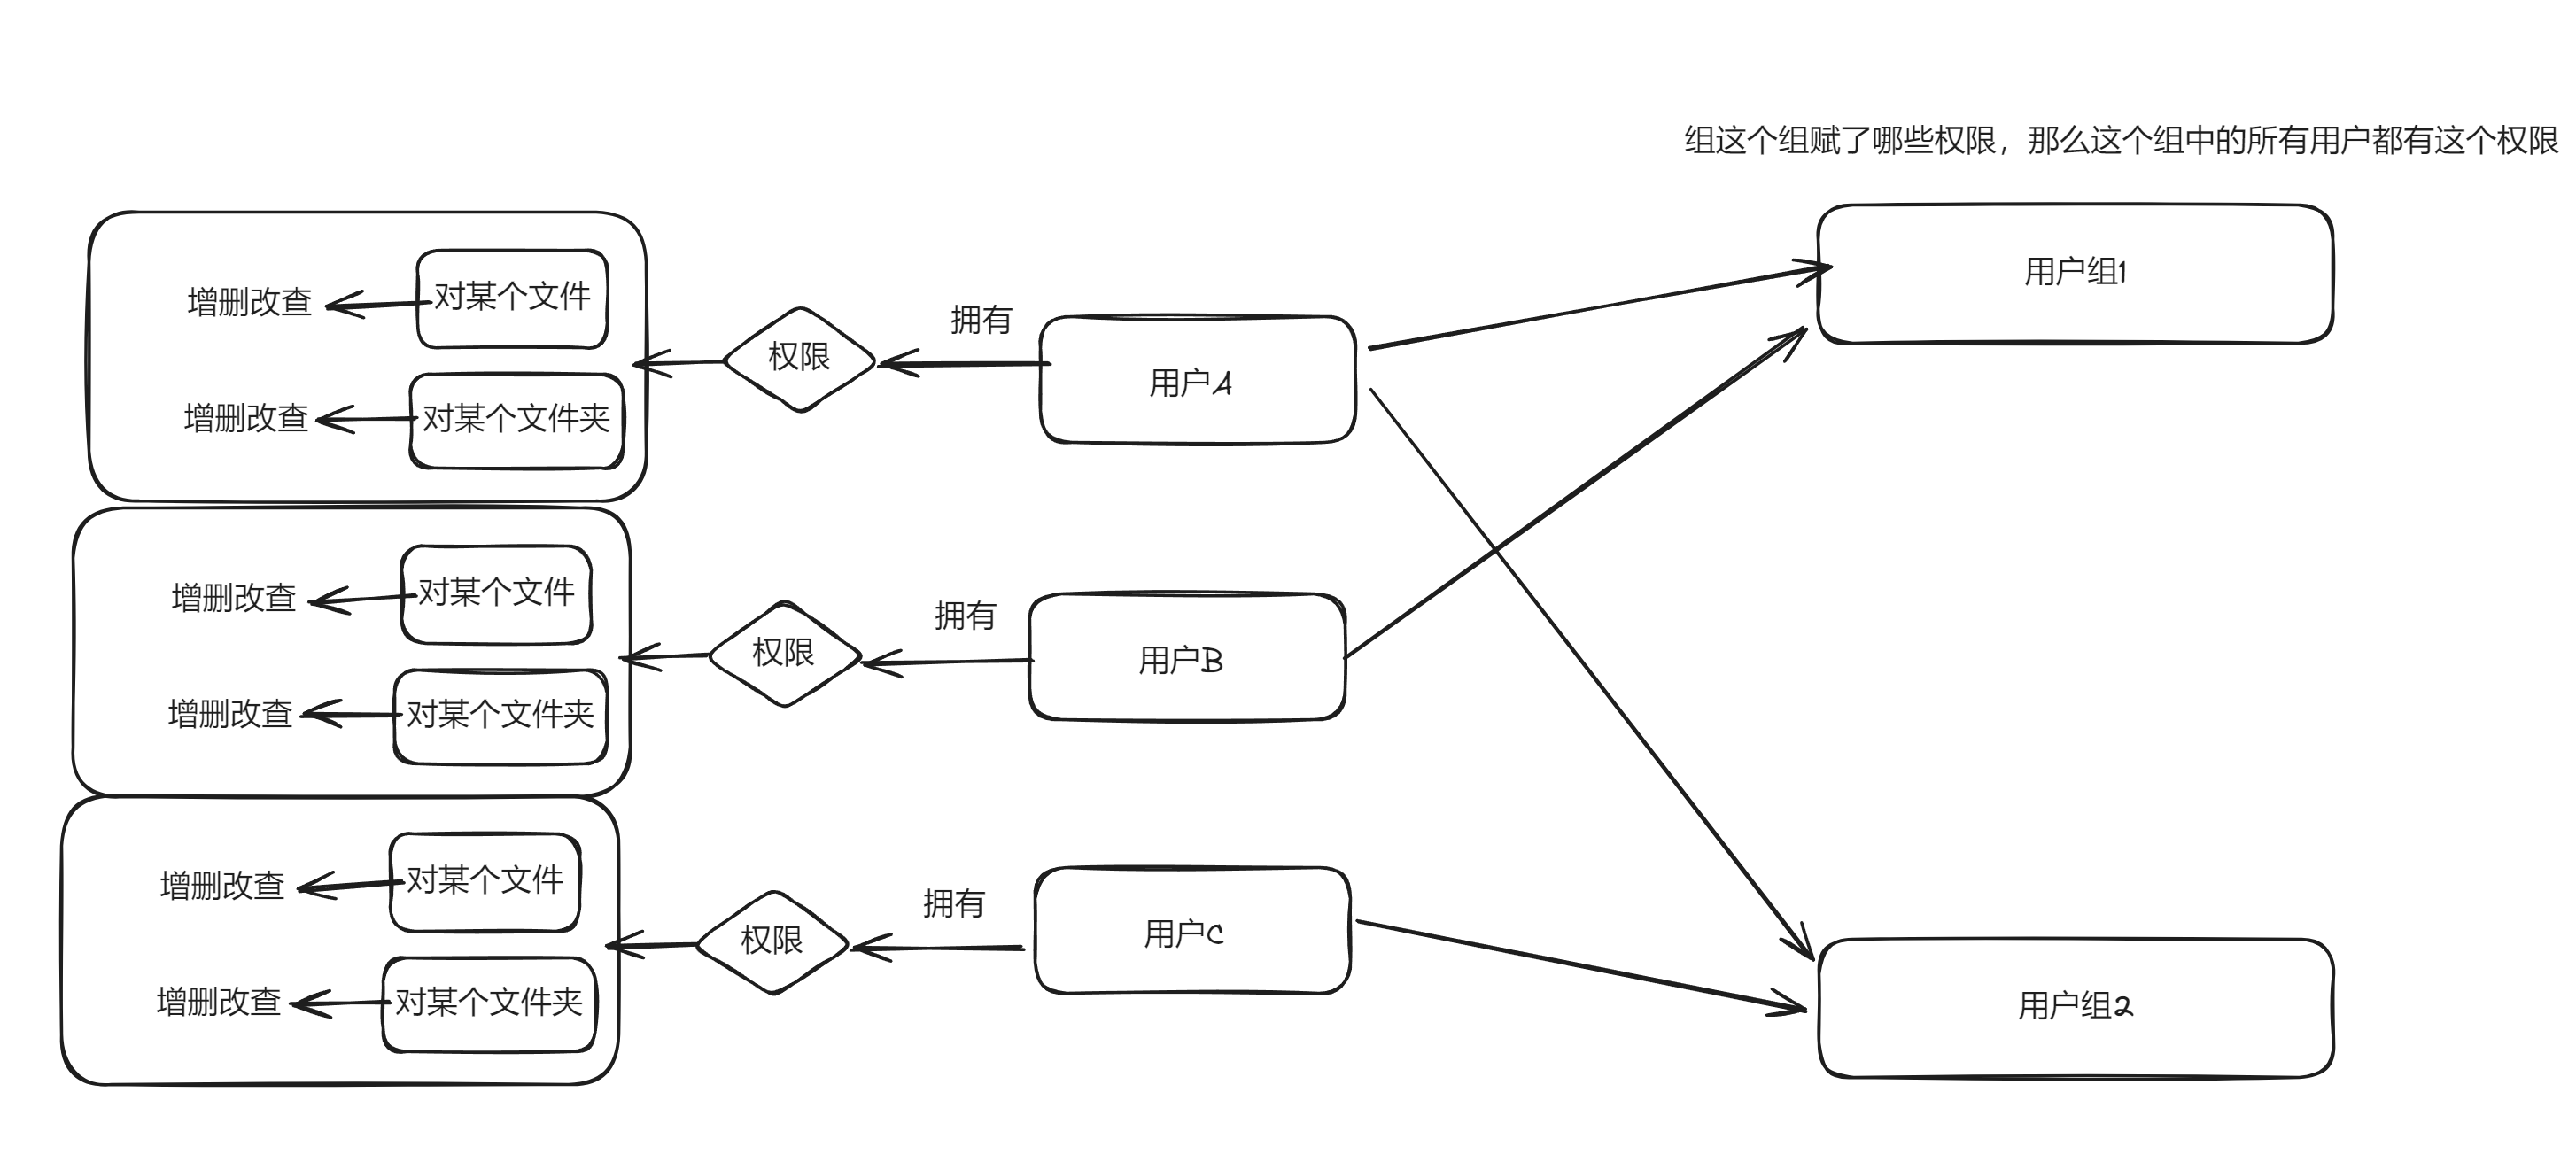 组这个组赋了哪些权限，那么这个组中的所有用户都有这个权限
用户组1
对某个文件
增删改查
拥有
权限
用户A
对某个文件夹
增删改查
对某个文件
增删改查
拥有
权限
用户B
对某个文件夹
增删改查
对某个文件
增删改查
拥有
权限
用户C
对某个文件夹
增删改查
用户组2